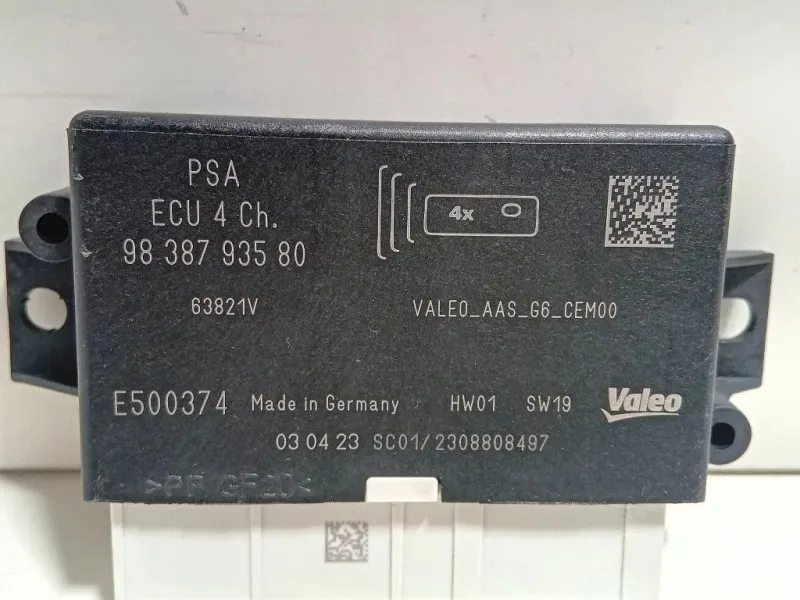 PSA
ECU 4 Ch.
98 387 935 80
4x
63821V
VALEO_AAS_G6_CEM00
E500374 Made in Germany HW01 SW19 Valeo
03 04 23 SC01/2308808497